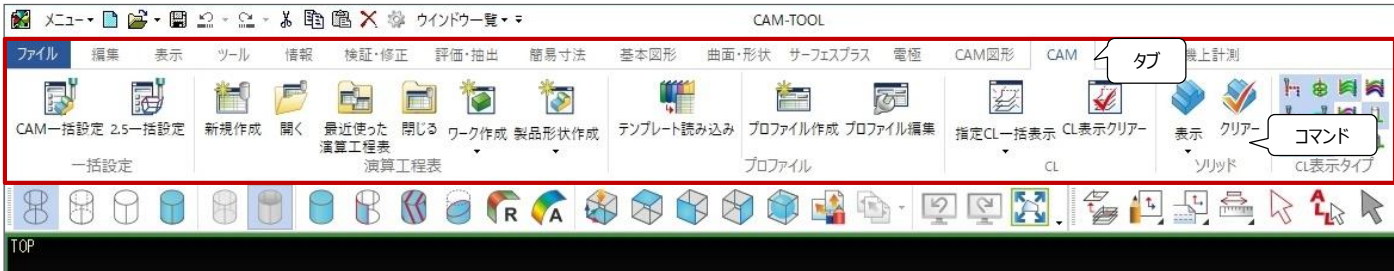 メニュー ウインドウ一覧 CAM-TOOL
ファイル 編集 表示 ツール 情報 検証・修正 評価・抽出 簡易寸法 基本図形 曲面・形状 サーフェスプラス 電極 CAM図形 CAM タブ 機上計測
CAM一括設定 2.5一括設定 新規作成 開く 最近使った 閉じる ワーク作成 製品形状作成 テンプレート読み込み プロファイル作成 プロファイル編集 指定CL一括表示 CL表示クリアー 表示 クリアー コマンド
演算工程表
一括設定 演算工程表 プロファイル CL ソリッド CL表示タイプ
R A
TOP